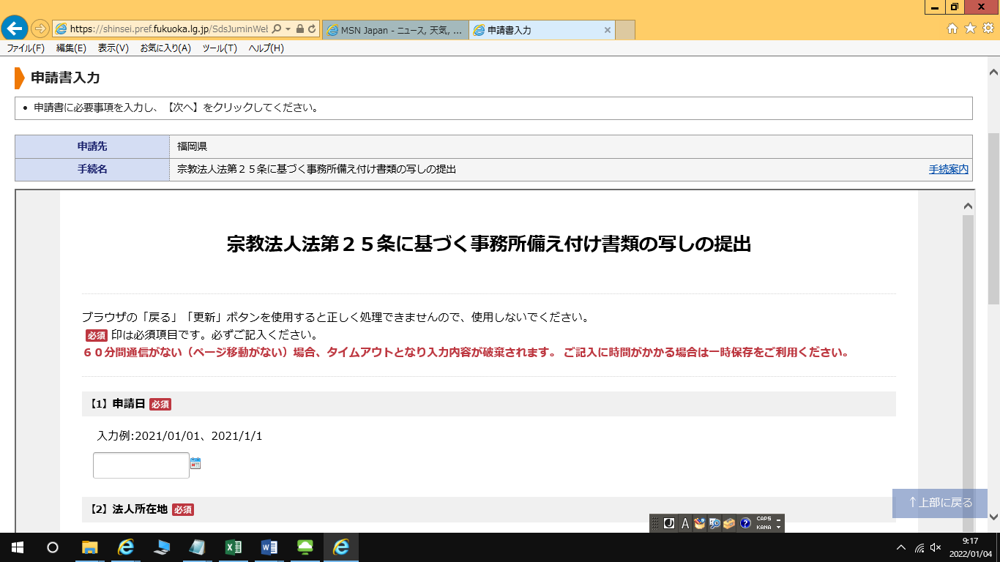 https://shinsei.pref.fukuoka.lg.jp/SdsJuminWel
MSN Japan - ニュース, 天気, ...
申請書入力
ファイル(F) 編集(E) 表示(V) お気に入り(A) ツール(T) ヘルプ(H)
申請書入力
• 申請書に必要事項を入力し、【次へ】をクリックしてください。
申請先 福岡県
手続名 宗教法人法第２５条に基づく事務所備え付け書類の写しの提出 手続案内
宗教法人法第２５条に基づく事務所備え付け書類の写しの提出
ブラウザの「戻る」「更新」ボタンを使用すると正しく処理できませんので、使用しないでください。
必須 印は必須項目です。必ずご記入ください。
６０分間通信がない（ページ移動がない）場合、タイムアウトとなり入力内容が破棄されます。 ご記入に時間がかかる場合は一時保存をご利用ください。
【1】申請日 必須
入力例:2021/01/01、2021/1/1
【2】法人所在地 必須
↑上部に戻る
A
CAPS
KANA
9:17
2022/01/04